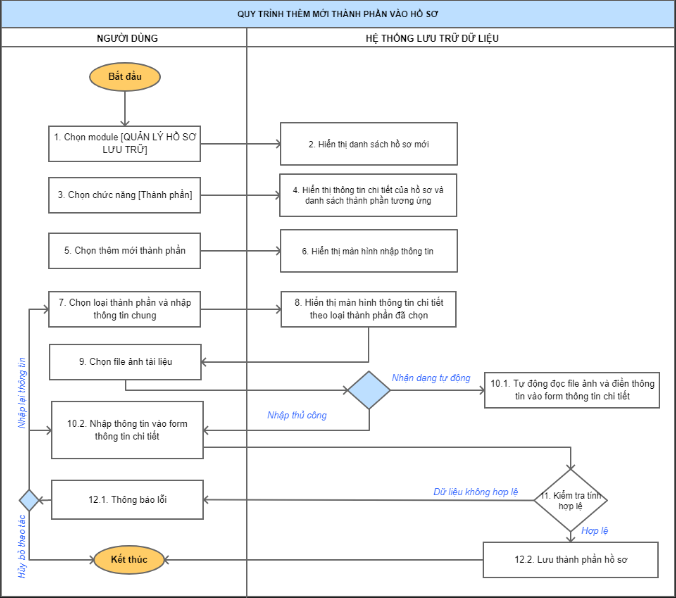 QUY TRÌNH THÊM MỚI THÀNH PHẦN VÀO HỒ SƠ
NGƯỜI DÙNG
HỆ THỐNG LƯU TRỮ DỮ LIỆU
Bắt đầu
1. Chọn module [QUẢN LÝ HỒ SƠ
LƯU TRỮ]
2. Hiển thị danh sách hồ sơ mới
3. Chọn chức năng [Thành phần]
4. Hiển thị thông tin chi tiết của hồ sơ và
danh sách thành phần tương ứng
5. Chọn thêm mới thành phần
6. Hiển thị màn hình nhập thông tin
7. Chọn loại thành phần và nhập
thông tin chung
8. Hiển thị màn hình thông tin chi tiết
theo loại thành phần đã chọn
Nhập lại thông tin
9. Chọn file ảnh tài liệu
Nhận dạng tự động
10.1. Tự động đọc file ảnh và điền thông
tin vào form thông tin chi tiết
Nhập thủ công
10.2. Nhập thông tin vào form
thông tin chi tiết
12.1. Thông báo lỗi
Dữ liệu không hợp lệ
11. Kiểm tra tính
hợp lệ
Hợp lệ
Hủy bỏ thao tác
Kết thúc
12.2. Lưu thành phần hồ sơ